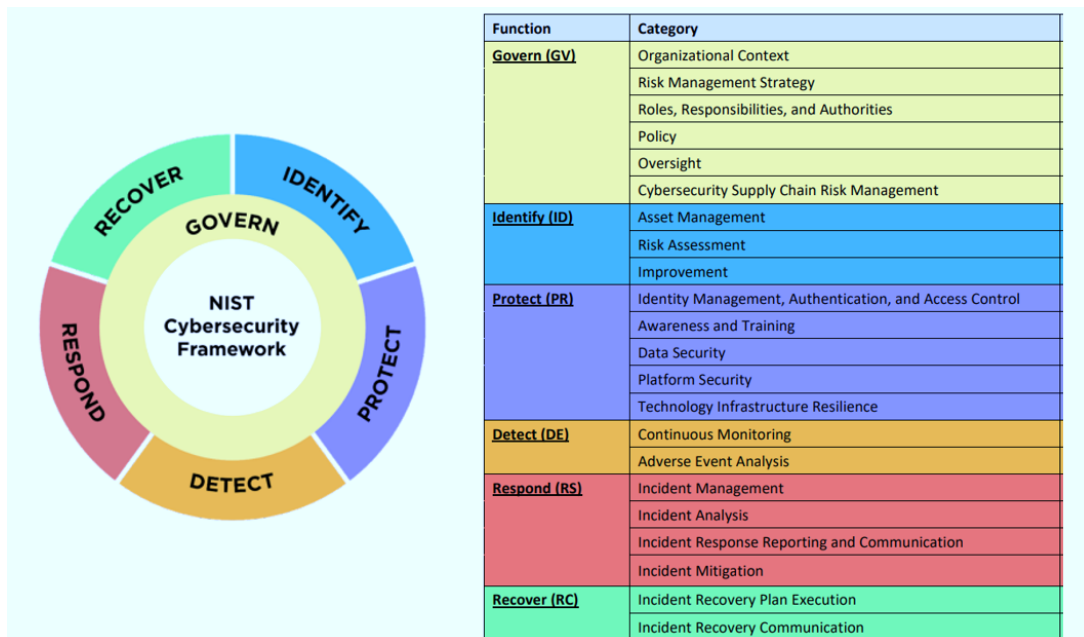 RECOVER
IDENTIFY
GOVERN
NIST
Cybersecurity
Framework
RESPOND
PROTECT
DETECT
Function Category
Govern (GV) Organizational Context
Risk Management Strategy
Roles, Responsibilities, and Authorities
Policy
Oversight
Cybersecurity Supply Chain Risk Management
Identify (ID) Asset Management
Risk Assessment
Improvement
Protect (PR) Identity Management, Authentication, and Access Control
Awareness and Training
Data Security
Platform Security
Technology Infrastructure Resilience
Detect (DE) Continuous Monitoring
Adverse Event Analysis
Respond (RS) Incident Management
Incident Analysis
Incident Response Reporting and Communication
Incident Mitigation
Recover (RC) Incident Recovery Plan Execution
Incident Recovery Communication